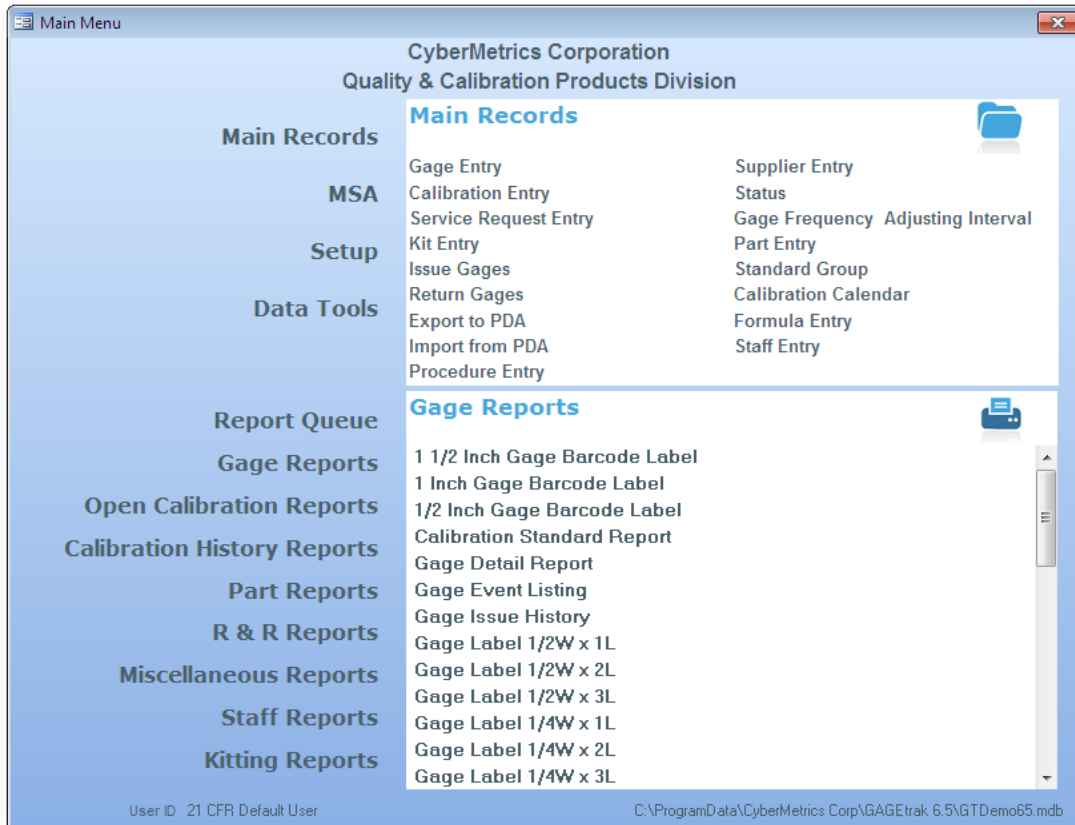 Main Menu
CyberMetrics Corporation
Quality & Calibration Products Division
Main Records
MSA
Setup
Data Tools
Main Records
Gage Entry
Calibration Entry
Service Request Entry
Kit Entry
Issue Gages
Return Gages
Export to PDA
Import from PDA
Procedure Entry
Supplier Entry
Status
Gage Frequency Adjusting Interval
Part Entry
Standard Group
Calibration Calendar
Formula Entry
Staff Entry
Report Queue
Gage Reports
Open Calibration Reports
Calibration History Reports
Part Reports
R & R Reports
Miscellaneous Reports
Staff Reports
Kitting Reports
Gage Reports
1 1/2 Inch Gage Barcode Label
1 Inch Gage Barcode Label
1/2 Inch Gage Barcode Label
Calibration Standard Report
Gage Detail Report
Gage Event Listing
Gage Issue History
Gage Label 1/2W x 1L
Gage Label 1/2W x 2L
Gage Label 1/2W x 3L
Gage Label 1/4W x 1L
Gage Label 1/4W x 2L
Gage Label 1/4W x 3L
User ID 21 CFR Default User
C:\ProgramData\CyberMetrics Corp\GAGEtrak 6.5\GTDemo65.mdb